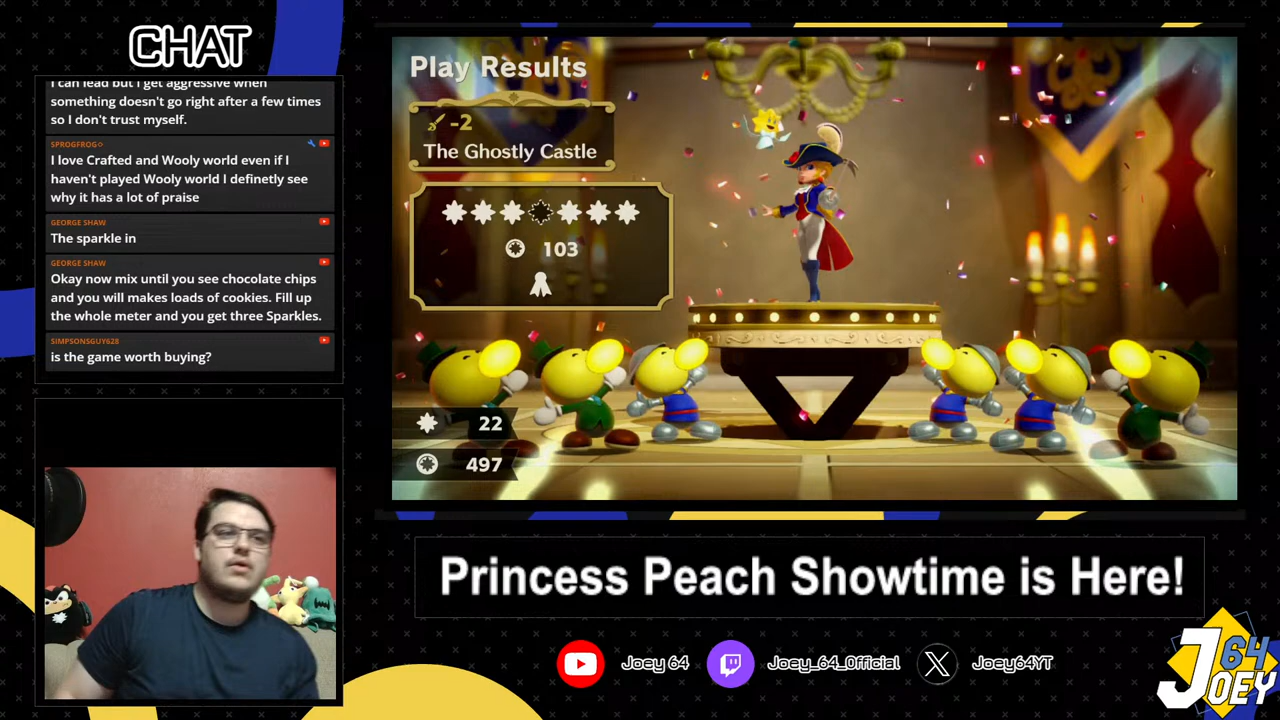 CHAT
I can lead but I get aggressive when
something doesn't go right after a few times
so I don't trust myself.
SPROGFROG
I love Crafted and Wooly world even if I
haven't played Wooly world I definetly see
why it has a lot of praise
GEORGE SHAW
The sparkle in
GEORGE SHAW
Okay now mix until you see chocolate chips
and you will makes loads of cookies. Fill up
the whole meter and you get three Sparkles.
SIMPSONSGUY628
is the game worth buying?
Play Results
-2
The Ghostly Castle
103
22
497
Princess Peach Showtime is Here!
Joey 64
Joey_64_Official
Joey64YT
64
JOEY